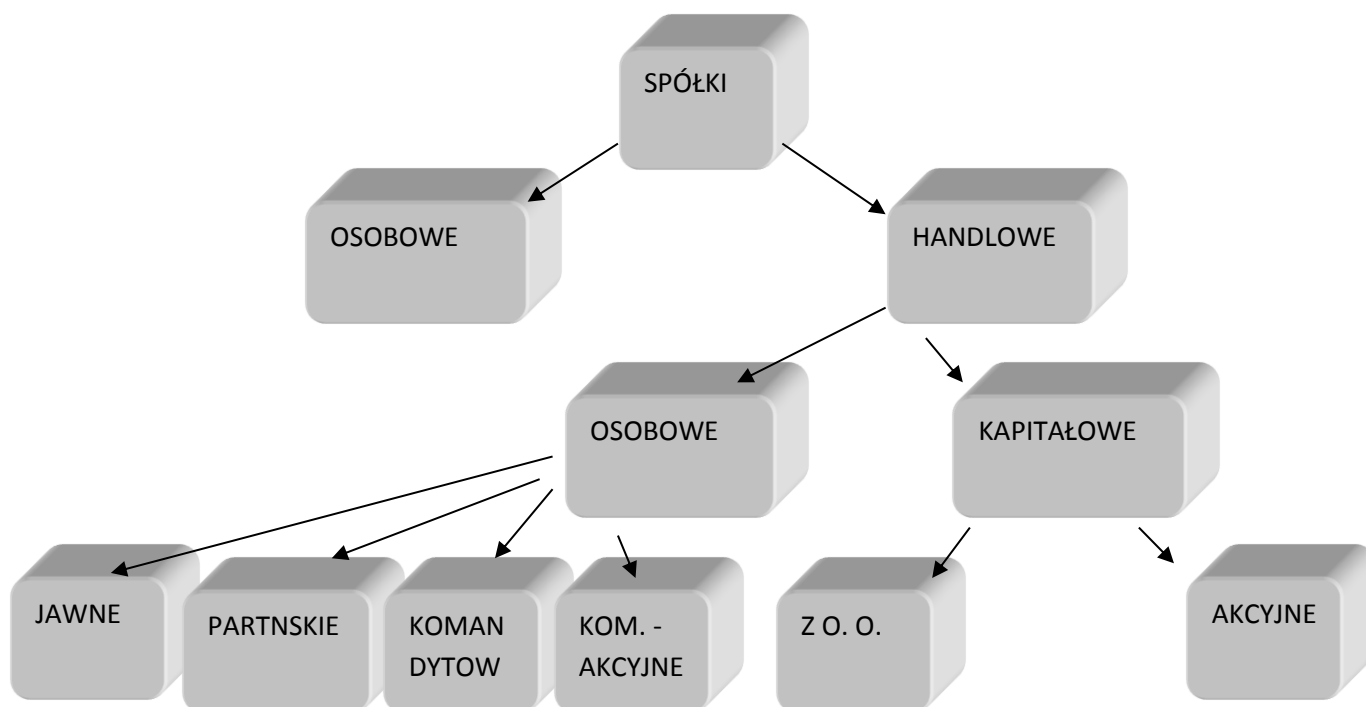 SPÓŁKI
OSOBOWE
HANDLOWE
OSOBOWE
KAPITAŁOWE
JAWNE
PARTNSKIE
KOMAN
DYTOW
KOM. -
AKCYJNE
Z O. O.
AKCYJNE